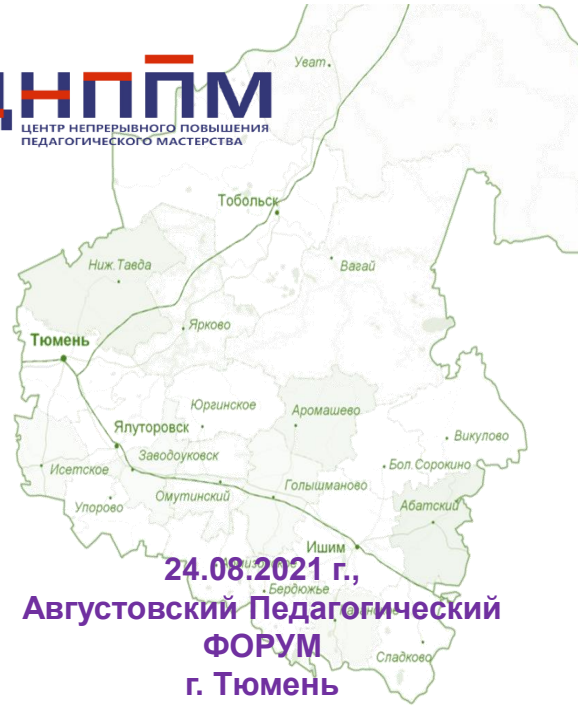 Уват
ЦНППМ
ЦЕНТР НЕПРЕРЫВНОГО ПОВЫШЕНИЯ
ПЕДАГОГИЧЕСКОГО МАСТЕРСТВА
Тобольск
Ниж.Тавда
Вагай
Ярково
Тюмень
Юргинское
Аромашево
Ялуторовск
Викулово
Заводоуковск
Бол.Сорокино
Исетское
Голышманово
Омутинский
Абатский
Упорово
Ишим
24.08.2021 г.,
Бердюжье
Августовский Педагогический
ФОРУМ
Сладково
г. Тюмень